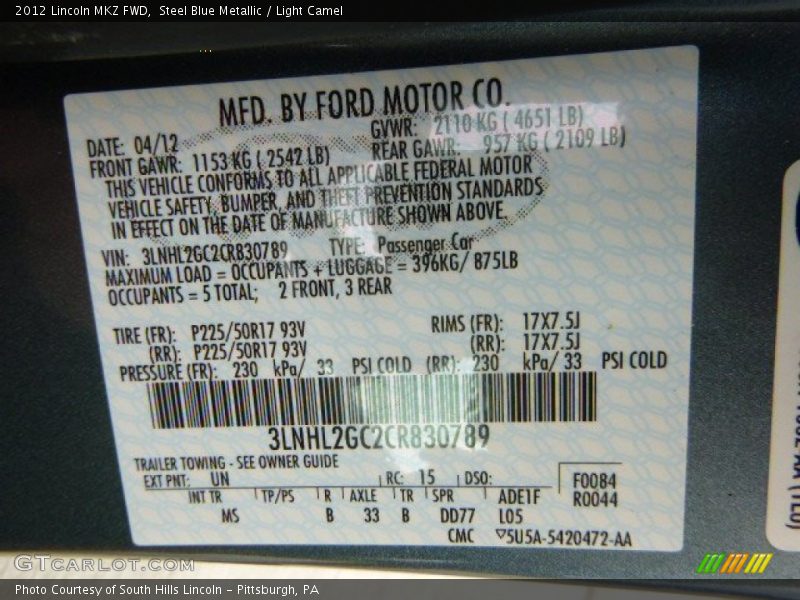 2012 Lincoln MKZ FWD,  Steel Blue Metallic / Light Camel
MFD. BY FORD MOTOR CO.
DATE: 04/12 GVWR: 2110 KG ( 4651 LB)
FRONT GAWR: 1153 KG ( 2542 LB) REAR GAWR: 957 KG ( 2109 LB)
THIS VEHICLE CONFORMS TO ALL APPLICABLE FEDERAL MOTOR
VEHICLE SAFETY, BUMPER, AND THEFT PREVENTION STANDARDS
IN EFFECT ON THE DATE OF MANUFACTURE SHOWN ABOVE.
VIN: 3LNHL2GC2CR830789 TYPE: Passenger Car
MAXIMUM LOAD = OCCUPANTS + LUGGAGE = 396KG/ 875LB
OCCUPANTS = 5 TOTAL; 2 FRONT, 3 REAR
TIRE (FR): P225/50R17 93V RIMS (FR): 17X7.5J
(RR): P225/50R17 93V (RR): 17X7.5J
PRESSURE (FR): 230 kPa/ 33 PSI COLD (RR): 230 kPa/ 33 PSI COLD
3LNHL2GC2CR830789
TRAILER TOWING - SEE OWNER GUIDE
EXT PNT: UN RC: 15 DSO: F0084
INT TR TP/PS R AXLE TR SPR ADE1F R0044
MS B 33 B DD77 L05
CMC ▽5U5A-5420472-AA
GTCARLOT.COM
Photo Courtesy of South Hills Lincoln – Pittsburgh, PA